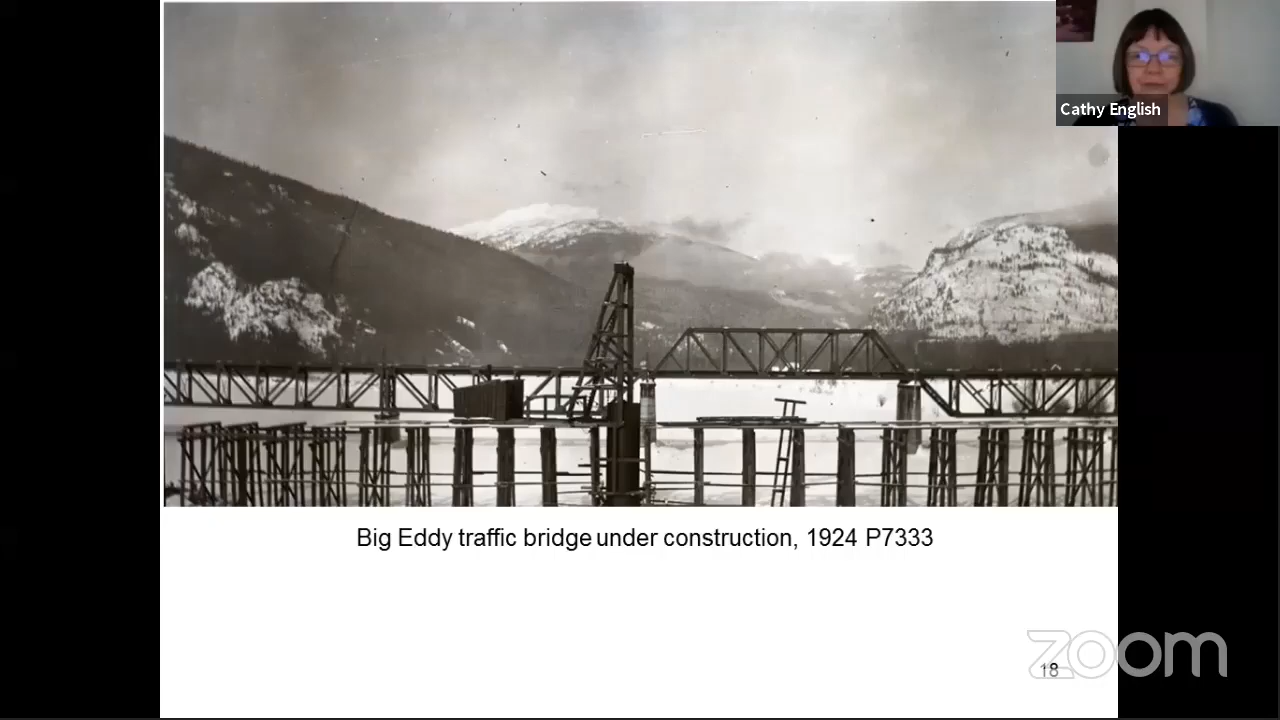 Cathy English
Big Eddy traffic bridge under construction, 1924 P7333
zoom
18